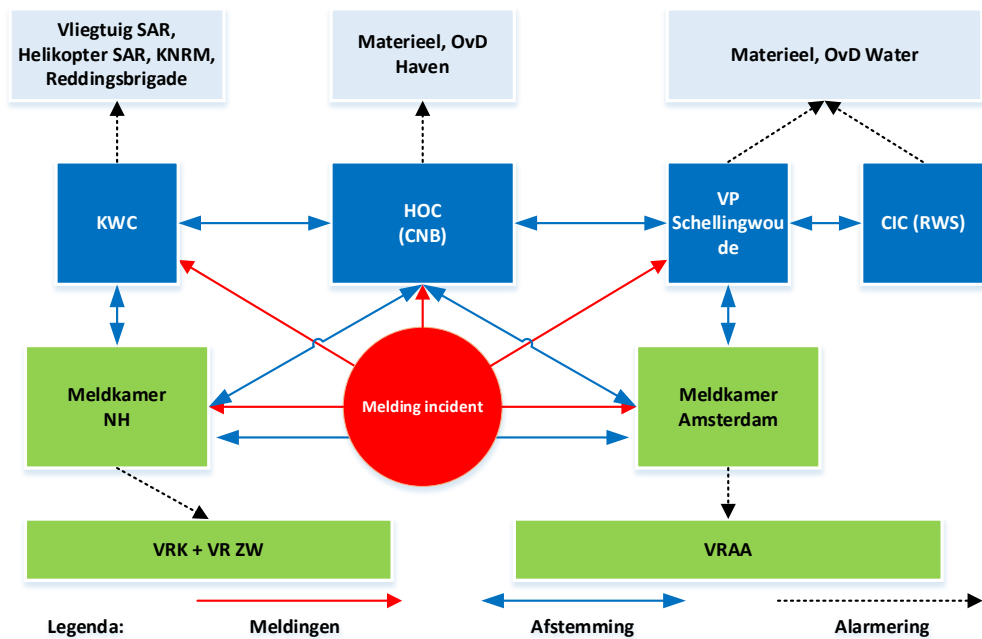 Vliegtuig SAR,
Helikopter SAR, KNRM,
Reddingsbrigade
Materieel, OvD
Haven
Materieel, OvD Water
KWC
HOC
(CNB)
VP
Schellingwou
de
CIC (RWS)
Meldkamer
NH
Melding incident
Meldkamer
Amsterdam
VRK + VR ZW
VRAA
Legenda:
Meldingen
Afstemming
Alarmering